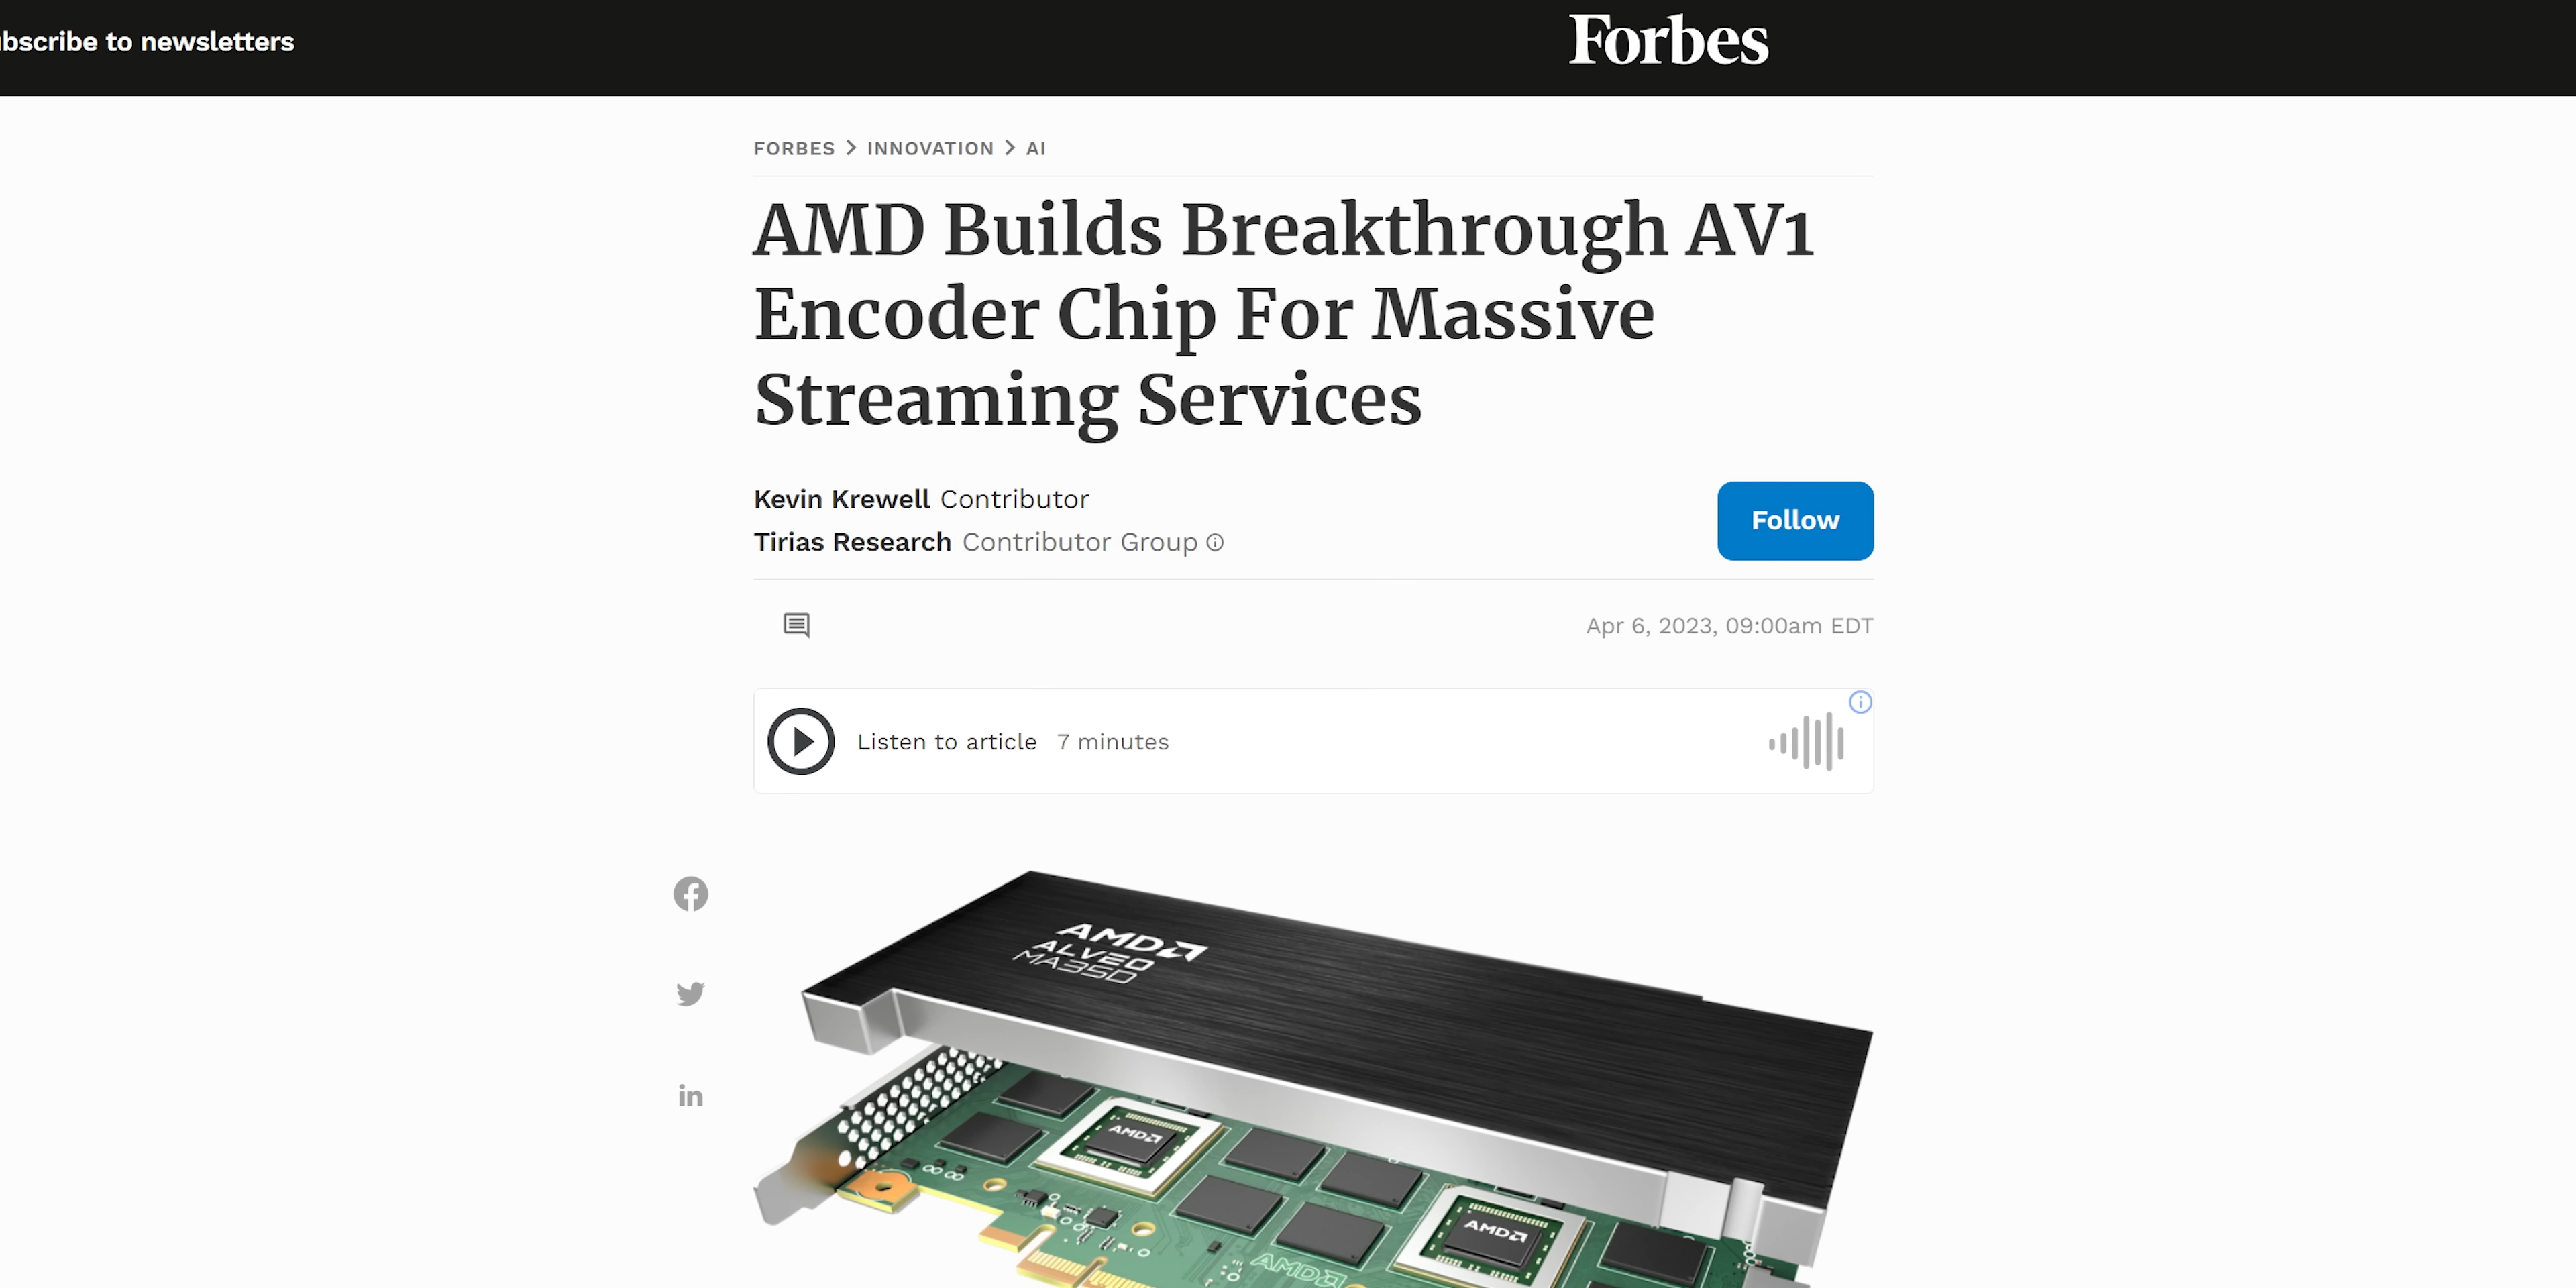 bscribe to newsletters
Forbes
FORBES > INNOVATION > AI
AMD Builds Breakthrough AV1
Encoder Chip For Massive
Streaming Services
Kevin Krewell Contributor
Tirias Research Contributor Group
Follow
Apr 6, 2023, 09:00am EDT
Listen to article 7 minutes
AMD
ALVEO
MA35D
in
AMD
AMD
AMD